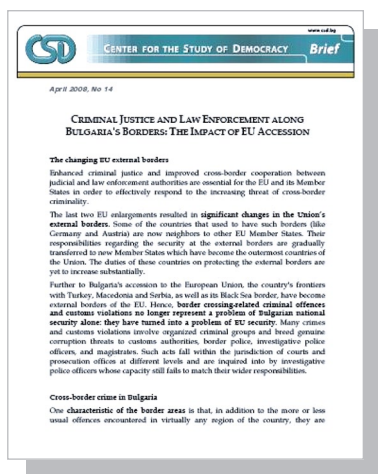 www.csd.bg
CSD CENTER FOR THE STUDY OF DEMOCRACY Brief
April 2008, No 14
CRIMINAL JUSTICE AND LAW ENFORCEMENT ALONG
BULGARIA'S BORDERS: THE IMPACT OF EU ACCESSION
The changing EU external borders
Enhanced criminal justice and improved cross-border cooperation between
judicial and law enforcement authorities are essential for the EU and its Member
States in order to effectively respond to the increasing threat of cross-border
criminality.
The last two EU enlargements resulted in significant changes in the Union's
external borders. Some of the countries that used to have such borders (like
Germany and Austria) are now neighbors to other EU Member States. Their
responsibilities regarding the security at the external borders are gradually
transferred to new Member States which have become the outermost countries of
the Union. The duties of these countries on protecting the external borders are
yet to increase substantially.
Further to Bulgaria's accession to the European Union, the country's frontiers
with Turkey, Macedonia and Serbia, as well as its Black Sea border, have become
external borders of the EU. Hence, border crossing-related criminal offences
and customs violations no longer represent a problem of Bulgarian national
security alone: they have turned into a problem of EU security. Many crimes
and customs violations involve organized criminal groups and breed genuine
corruption threats to customs authorities, border police, investigative police
officers, and magistrates. Such acts fall within the jurisdiction of courts and
prosecution offices at different levels and are inquired into by investigative
police officers whose capacity still fails to match their wider responsibilities.
Cross-border crime in Bulgaria
One characteristic of the border areas is that, in addition to the more or less
usual offences encountered in virtually any region of the country, they are